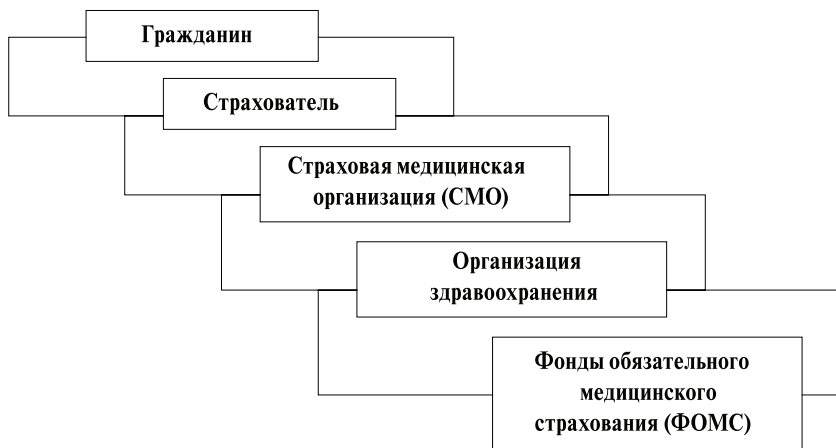 Гражданин
Страхователь
Страховая медицинская
организация (СМО)
Организация
здравоохранения
Фонды обязательного
медицинского
страхования (ФОМС)